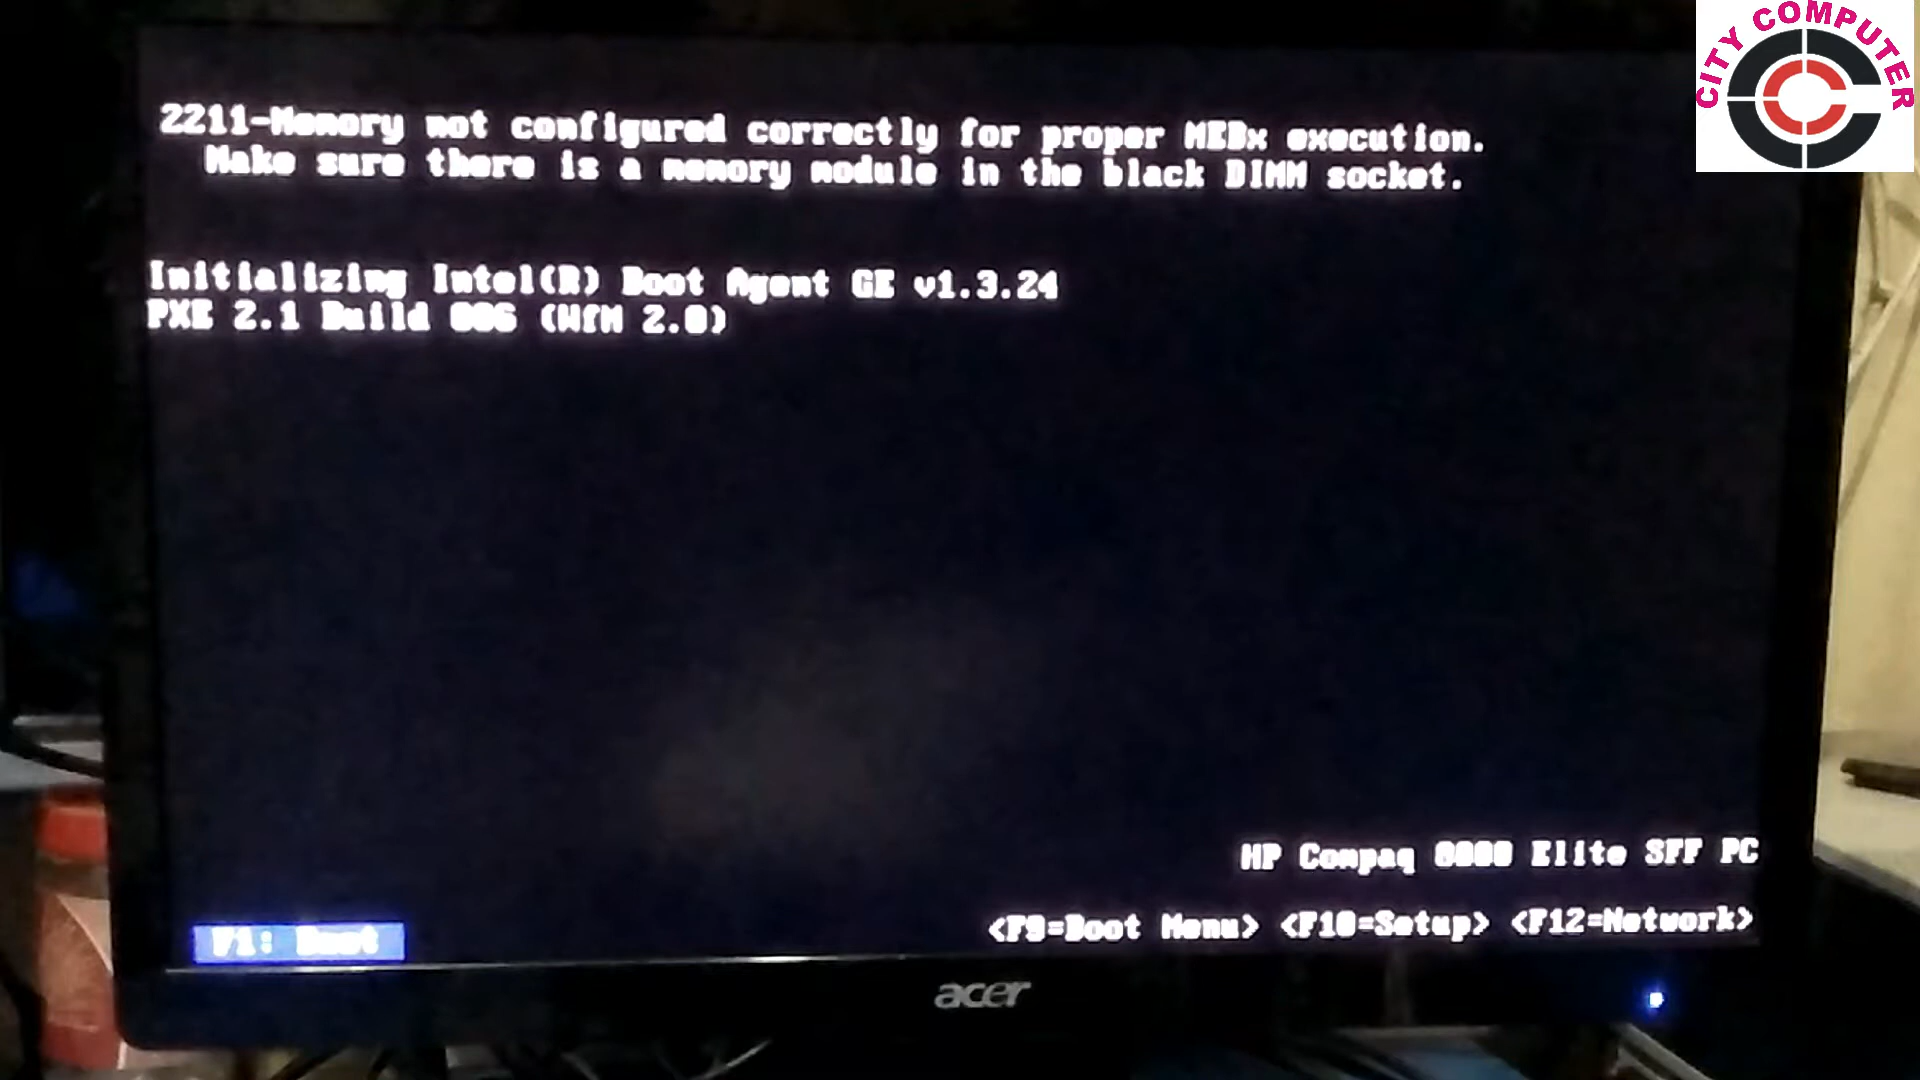 CITY COMPUTER
2211-Memory not configured correctly for proper MEBx execution.
Make sure there is a memory module in the black DIMM socket.
Initializing Intel(R) Boot Agent GE v1.3.24
PXE 2.1 Build 086 (WfM 2.0)
HP Compaq 8000 Elite SFF PC
F1: Boot
<F9=Boot Menu> <F10=Setup> <F12=Network>
acer